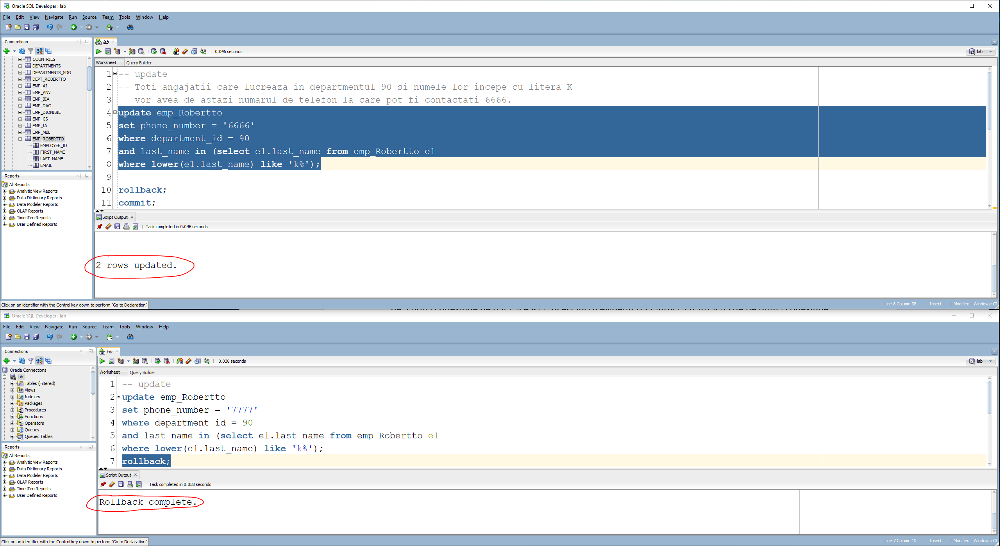 Oracle SQL Developer : lab
File Edit View Navigate Run Source Team Tools Window Help
Connections
lab
0.046 seconds
lab
Worksheet Query Builder
COUNTRIES
DEPARTMENTS
DEPARTMENTS_SDG
DEPT_ROBERTTO
EMP_AI
EMP_ANV
EMP_BIA
EMP_DAC
EMP_DIONISIE
EMP_GS
EMP_IA
EMP_MBL
EMP_ROBERTTO
EMPLOYEE_ID
FIRST_NAME
LAST_NAME
EMAIL
1 -- update
2 -- Toti angajatii care lucreaza in departmentul 90 si numele lor incepe cu litera K
3 -- vor avea de astazi numarul de telefon la care pot fi contactati 6666.
4 update emp_Robertto
5 set phone_number = '6666'
6 where department_id = 90
7 and last_name in (select e1.last_name from emp_Robertto e1
8 where lower(e1.last_name) like 'k%');
9
10 rollback;
11 commit;
Reports
All Reports
Analytic View Reports
Data Dictionary Reports
Data Modeler Reports
OLAP Reports
TimesTen Reports
User Defined Reports
Script Output
Task completed in 0.046 seconds
2 rows updated.
Click on an identifier with the Control key down to perform "Go to Declaration"
Line 8 Column 38 Insert Modified Windows:
Oracle SQL Developer : lab
File Edit View Navigate Run Source Team Tools Window Help
Connections
lab
0.038 seconds
lab
Worksheet Query Builder
Oracle Connections
lab
Tables (Filtered)
Views
Indexes
Packages
Procedures
Functions
Operators
Queues
Queues Tables
1 -- update
2 update emp_Robertto
3 set phone_number = '7777'
4 where department_id = 90
5 and last_name in (select e1.last_name from emp_Robertto e1
6 where lower(e1.last_name) like 'k%');
7 rollback;
Reports
All Reports
Analytic View Reports
Data Dictionary Reports
Data Modeler Reports
OLAP Reports
TimesTen Reports
User Defined Reports
Script Output
Task completed in 0.038 seconds
Rollback complete.
Click on an identifier with the Control key down to perform "Go to Declaration"
Line 7 Column 10 Insert Modified Windows: